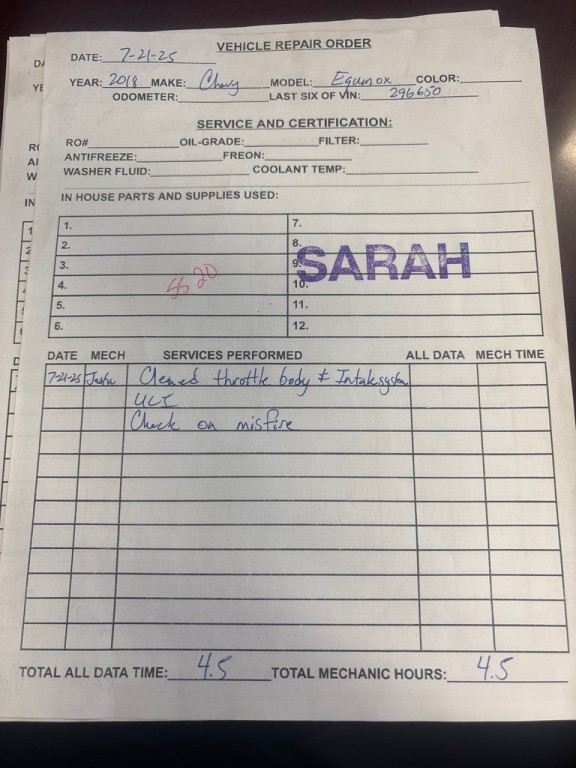 VEHICLE REPAIR ORDER
DATE: 7-21-25
YEAR: 2018 MAKE: Chevy MODEL: Equinox COLOR:
ODOMETER: LAST SIX OF VIN: 296650
SERVICE AND CERTIFICATION:
RO# OIL-GRADE: FILTER:
ANTIFREEZE: FREON:
WASHER FLUID: COOLANT TEMP:
IN HOUSE PARTS AND SUPPLIES USED:
1. 7.
2. 8.
3. 9.
SARAH
4. 10.
5. 11.
6. 12.
DATE MECH SERVICES PERFORMED ALL DATA MECH TIME
7-21-25 Cleaned throttle body & Intake system
Check on misfire
TOTAL ALL DATA TIME: 4.5 TOTAL MECHANIC HOURS: 4.5